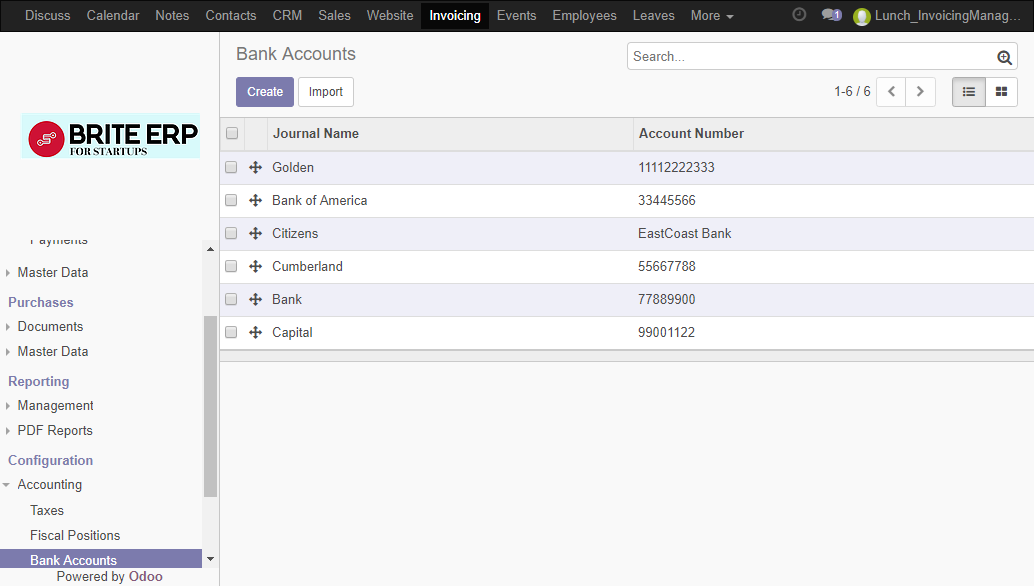 Discuss Calendar Notes Contacts CRM Sales Website Invoicing Events Employees Leaves More 1 Lunch_InvoicingManag...
Bank Accounts
Search...
Create Import
1-6 / 6
BRITE ERP
FOR STARTUPS
Payments
Master Data
Purchases
Documents
Master Data
Reporting
Management
PDF Reports
Configuration
Accounting
Taxes
Fiscal Positions
Bank Accounts
Powered by Odoo
Journal Name Account Number
Golden 11112222333
Bank of America 33445566
Citizens EastCoast Bank
Cumberland 55667788
Bank 77889900
Capital 99001122